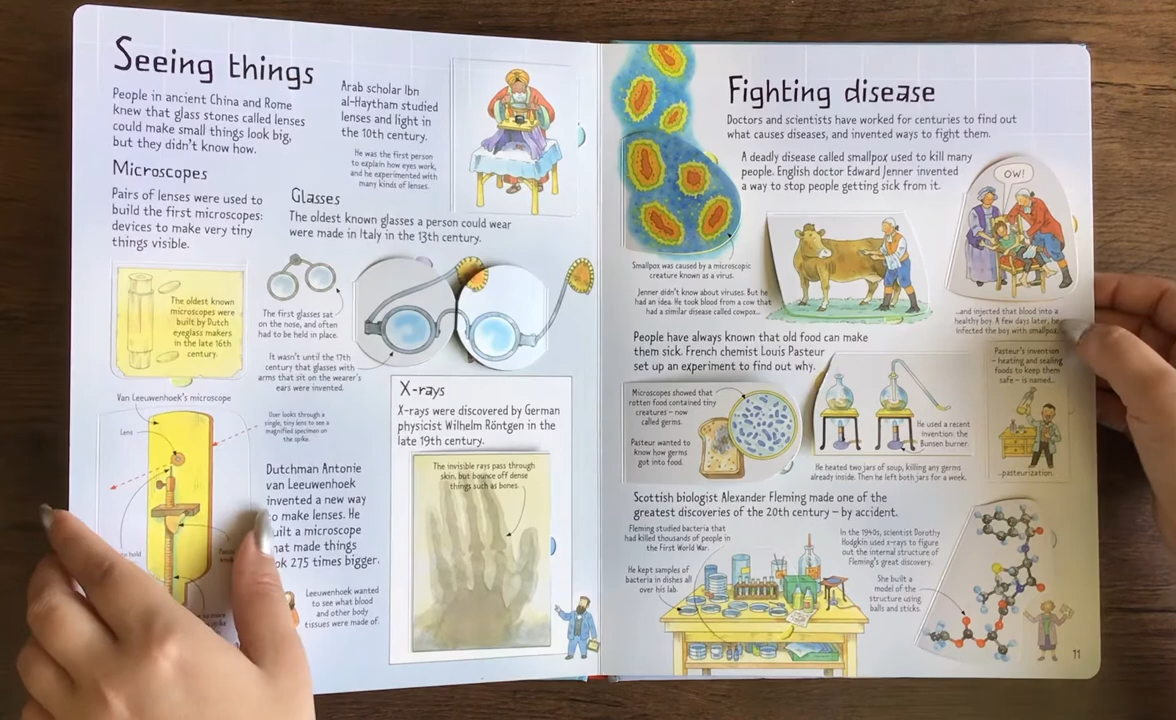 Seeing things
People in ancient China and Rome
knew that glass stones called lenses
could make small things look big,
but they didn't know how.
Arab scholar Ibn
al-Haytham studied
lenses and light in
the 10th century.
He was the first person
to explain how eyes work,
and he experimented with
many kinds of lenses.
Microscopes
Pairs of lenses were used to
build the first microscopes:
devices to make very tiny
things visible.
Glasses
The oldest known glasses a person could wear
were made in Italy in the 13th century.
The oldest known
microscopes were
built by Dutch
eyeglass makers
in the late 16th
century.
The first glasses sat
on the nose, and often
had to be held in place.
It wasn't until the 17th
century that glasses with
arms that sit on the wearer's
ears were invented.
Van Leeuwenhoek's microscope
Lens
User looks through a
single, tiny lens to see a
magnified specimen on
the spike.
Dutchman Antonie
van Leeuwenhoek
invented a new way
to make lenses. He
built a microscope
that made things
look 275 times bigger.
Leeuwenhoek wanted
to see what blood
and other body
tissues were made of.
X-rays
X-rays were discovered by German
physicist Wilhelm Röntgen in the
late 19th century.
The invisible rays pass through
skin, but bounce off dense
things such as bones.
Fighting disease
Doctors and scientists have worked for centuries to find out
what causes diseases, and invented ways to fight them.
A deadly disease called smallpox used to kill many
people. English doctor Edward Jenner invented
a way to stop people getting sick from it.
OW!
Smallpox was caused by a microscopic
creature known as a virus.
Jenner didn't know about viruses. But he
had an idea. He took blood from a cow that
had a similar disease called cowpox...
...and injected that blood into a
healthy boy. A few days later, he
infected the boy with smallpox.
People have always known that old food can make
them sick. French chemist Louis Pasteur
set up an experiment to find out why.
Microscopes showed that
rotten food contained tiny
creatures – now
called germs.
Pasteur wanted to
know how germs
got into food.
He used a recent
invention: the
Bunsen burner.
He heated two jars of soup, killing any germs
already inside. Then he left both jars for a week.
Pasteur's invention
– heating and sealing
foods to keep them
safe – is named...
...pasteurization.
Scottish biologist Alexander Fleming made one of the
greatest discoveries of the 20th century – by accident.
Fleming studied bacteria that
had killed thousands of people in
the First World War.
He kept samples of
bacteria in dishes all
over his lab.
In the 1940s, scientist Dorothy
Hodgkin used x-rays to figure
out the internal structure of
Fleming's great discovery.
She built a
model of the
structure using
balls and sticks.
11